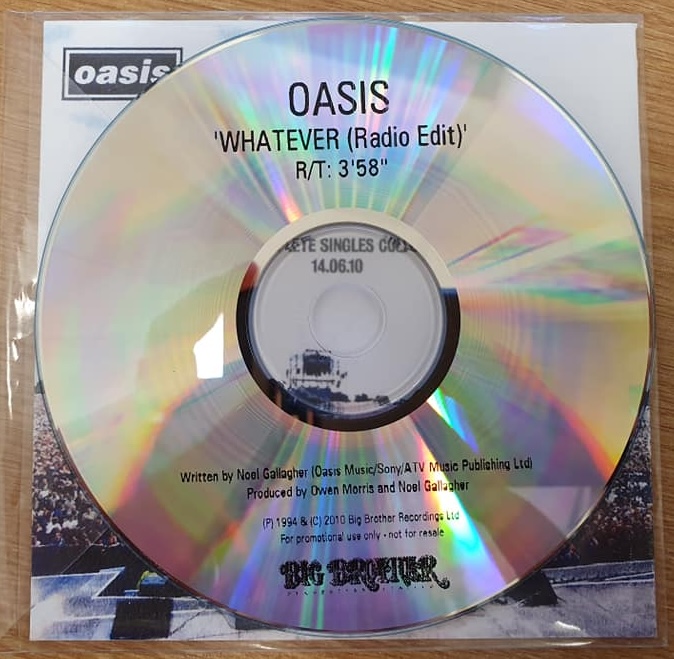 oasis
OASIS
'WHATEVER (Radio Edit)'
R/T: 3'58"
SINGLES
14.06.10
Written by Noel Gallagher (Oasis Music/Sony/ATV Music Publishing Ltd)
Produced by Owen Morris and Noel Gallagher
(P) 1994 & (C) 2010 Big Brother Recordings Ltd
For promotional use only - not for resale
BIG BROTHER